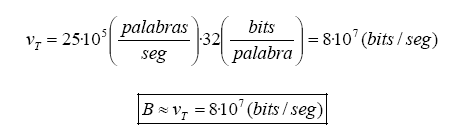 v_T = 25·10^5 (palabras / seg) ·32 (bits / palabra) = 8·10^7 (bits / seg)
B ≈ v_T = 8·10^7 (bits / seg)